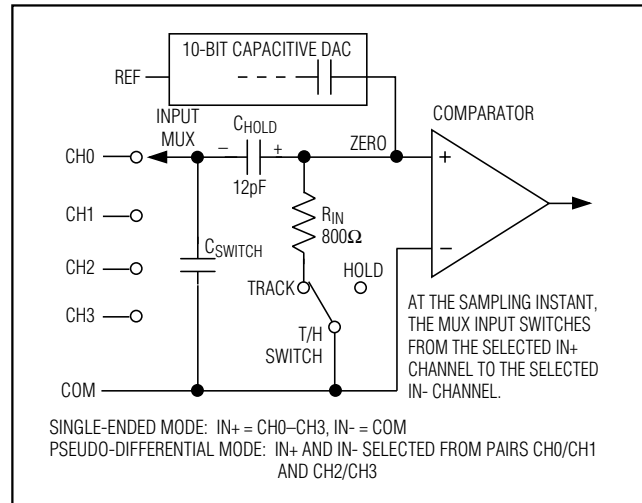 10-BIT CAPACITIVE DAC
REF
COMPARATOR
INPUT
MUX
CHOLD
ZERO
− +
12pF
CH0
+
CH1
RIN
800Ω
CSWITCH
−
CH2
HOLD
TRACK
CH3
T/H
SWITCH
AT THE SAMPLING INSTANT,
THE MUX INPUT SWITCHES
FROM THE SELECTED IN+
CHANNEL TO THE SELECTED
IN- CHANNEL.
COM
SINGLE-ENDED MODE: IN+ = CH0–CH3, IN- = COM
PSEUDO-DIFFERENTIAL MODE: IN+ AND IN- SELECTED FROM PAIRS CH0/CH1
AND CH2/CH3